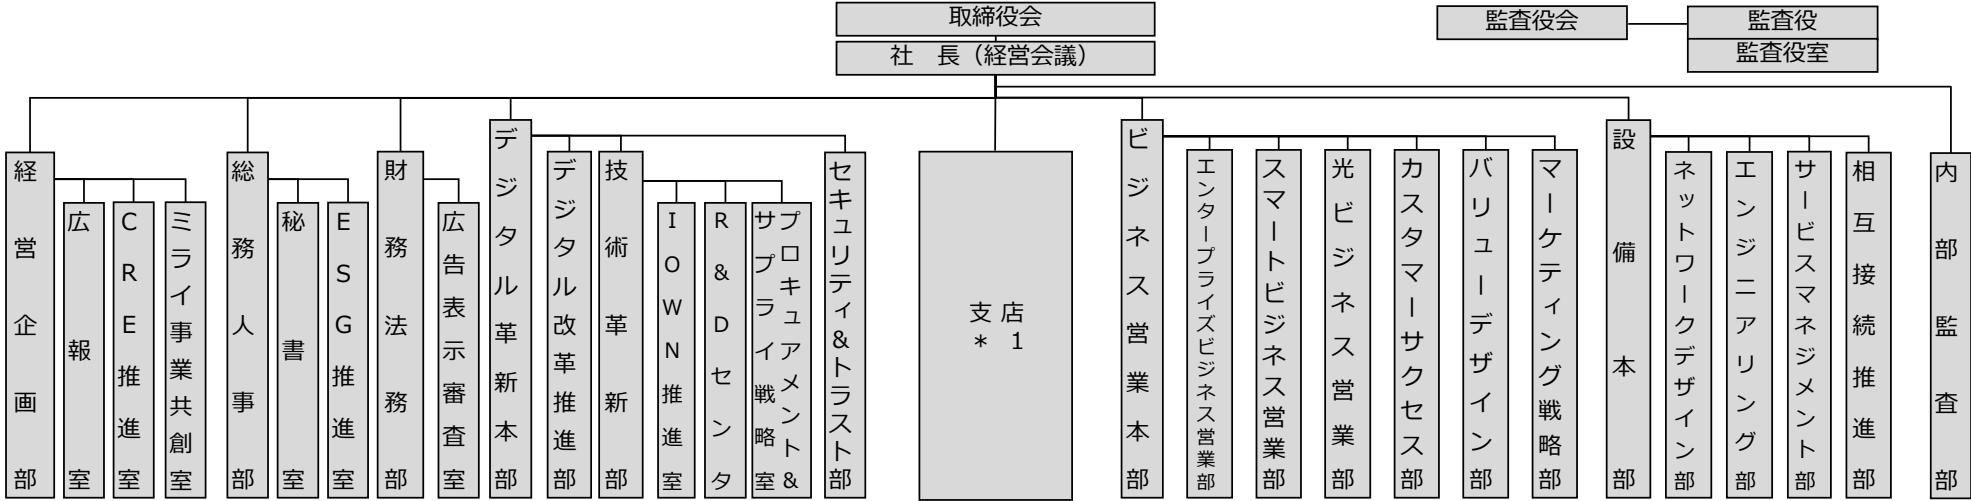 取締役会
社　長（経営会議）
監査役会
監査役
監査役室
経営企画部
広報室
CRE推進室
ミライ事業共創室
総務人事部
秘書室
ESG推進室
財務法務部
広告表示審査室
デジタル革新本部
デジタル改革推進部
技術革新部
IOWN推進室
R&Dセンタ
プロキュアメント&
サプライ戦略室
セキュリティ&トラスト部
支店
＊１
ビジネス営業本部
エンタープライズビジネス営業部
スマートビジネス営業部
光ビジネス営業部
カスタマーサクセス部
バリューデザイン部
マーケティング戦略部
設備本部
ネットワークデザイン部
エンジニアリング部
サービスマネジメント部
相互接続推進部
内部監査部